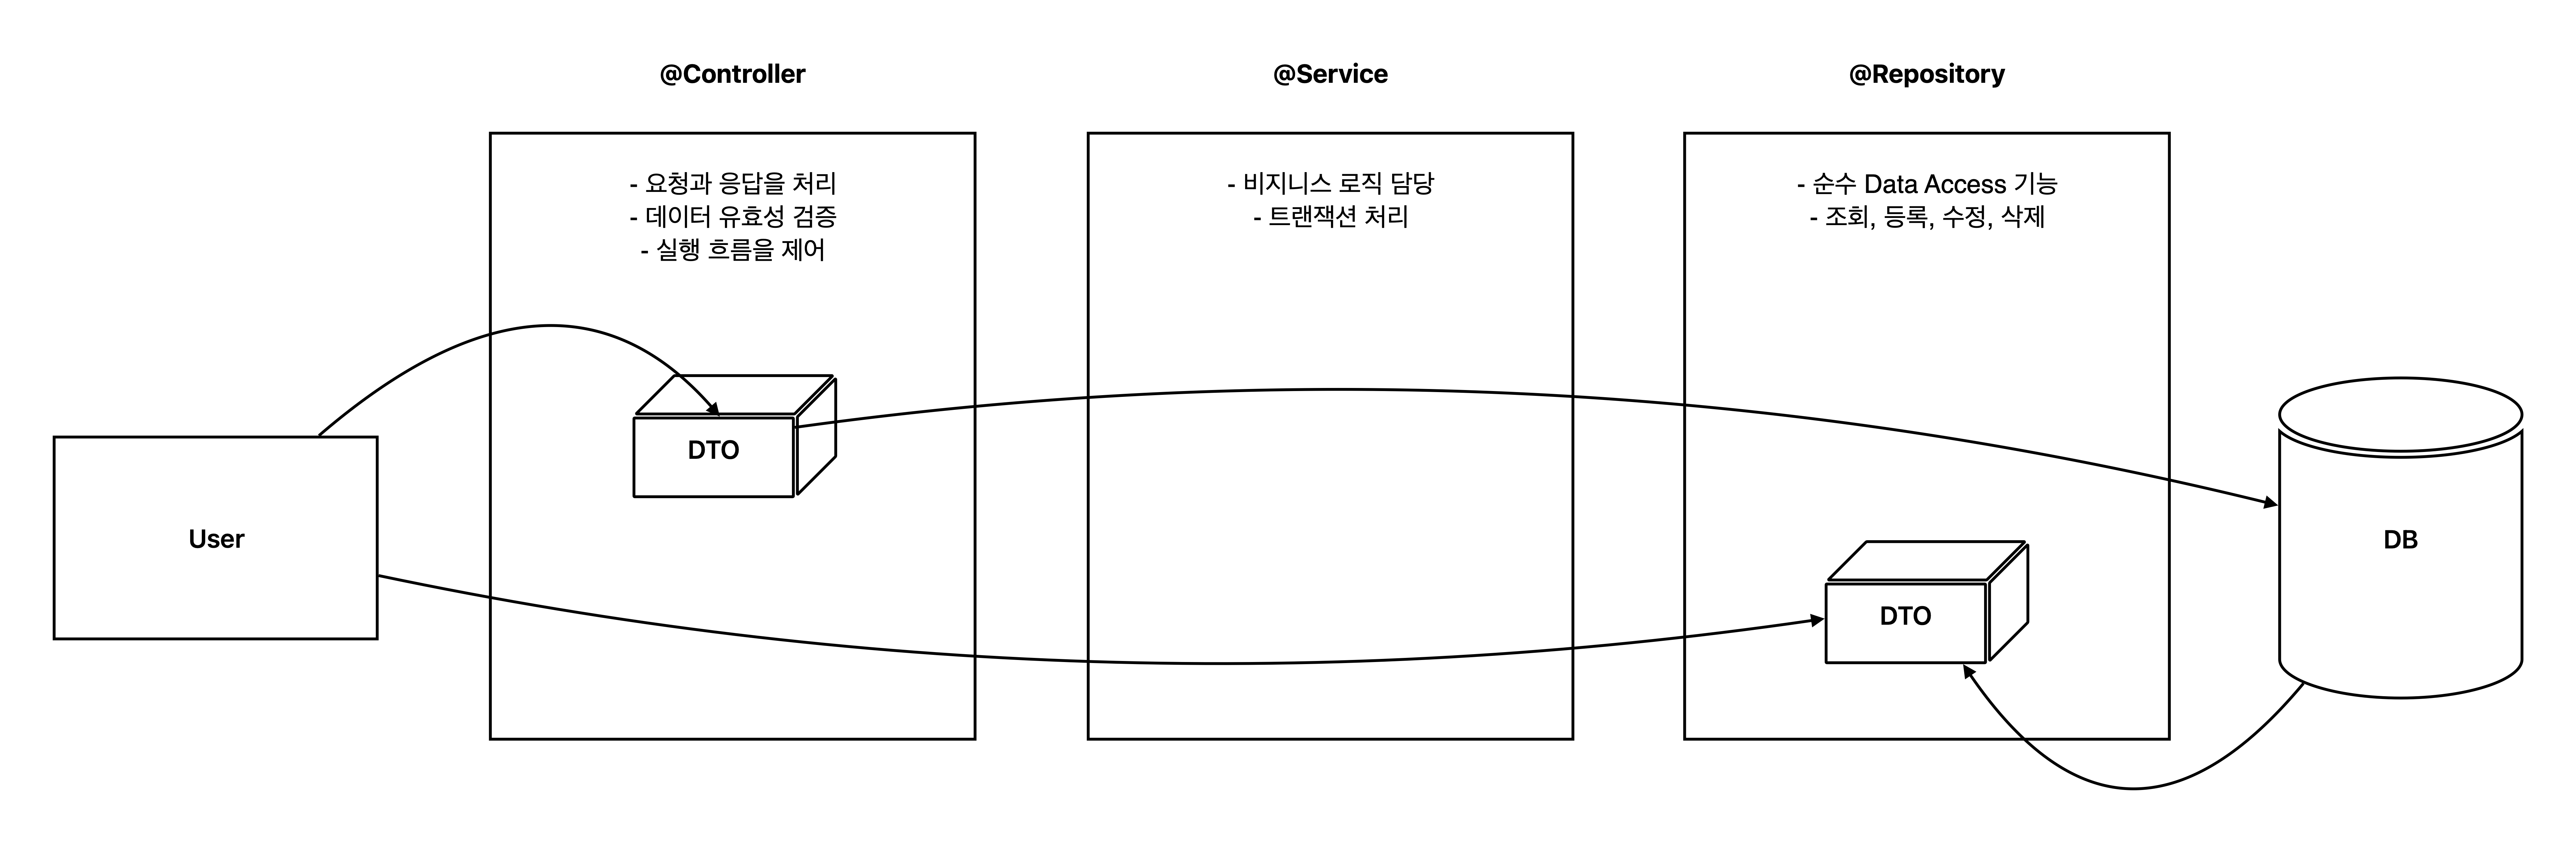 @Controller
- 요청과 응답을 처리
- 데이터 유효성 검증
- 실행 흐름을 제어
@Service
- 비지니스 로직 담당
- 트랜잭션 처리
@Repository
- 순수 Data Access 기능
- 조회, 등록, 수정, 삭제
User
DTO
DTO
DB